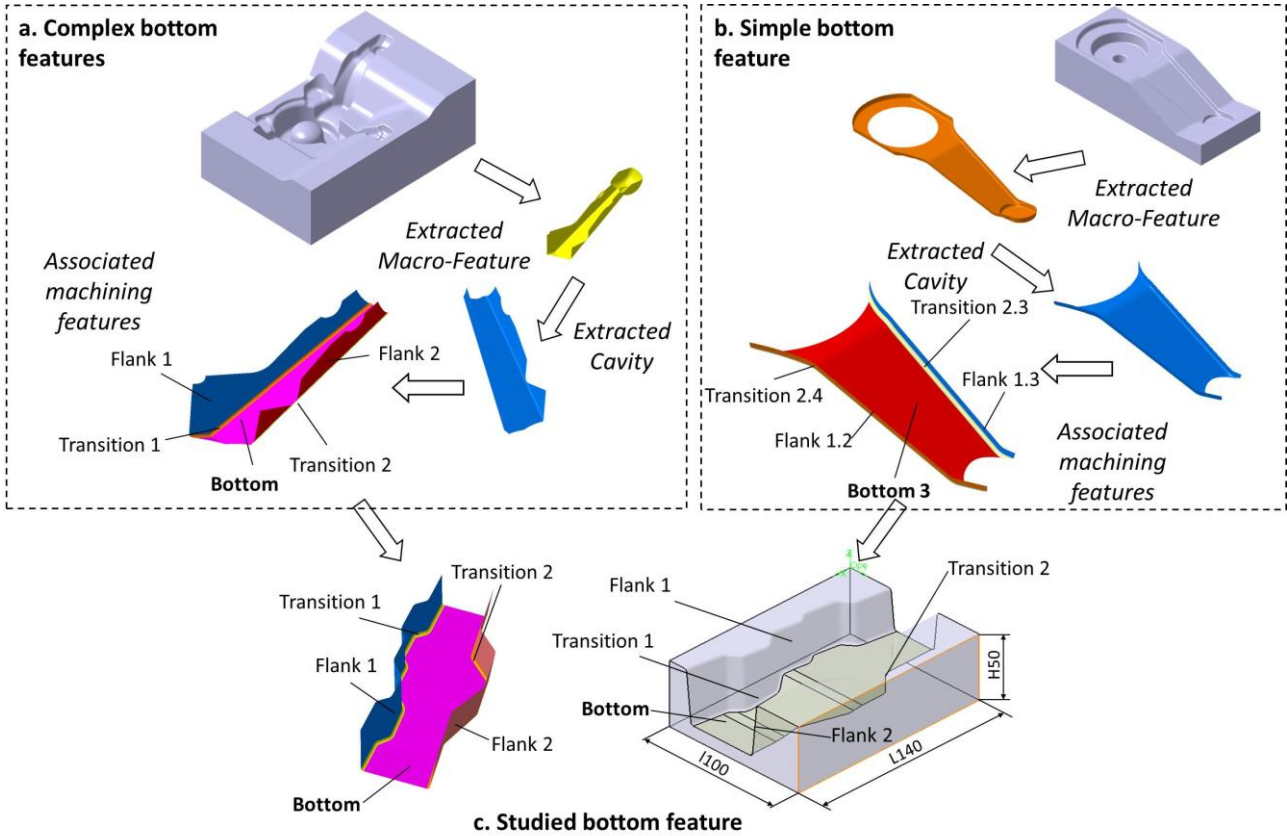 a. Complex bottom
features
Extracted
Macro-Feature
Associated
machining
features
Flank 1
Flank 2
Extracted
Cavity
Transition 1
Transition 2
Bottom
b. Simple bottom
feature
Extracted
Macro-Feature
Extracted
Cavity
Transition 2.3
Flank 1.3
Transition 2.4
Flank 1.2
Associated
machining
features
Bottom 3
Transition 2
Transition 1
Flank 1
Flank 2
Bottom
Z
Flank 1
Transition 2
Transition 1
H50
Bottom
Flank 2
l100
L140
c. Studied bottom feature